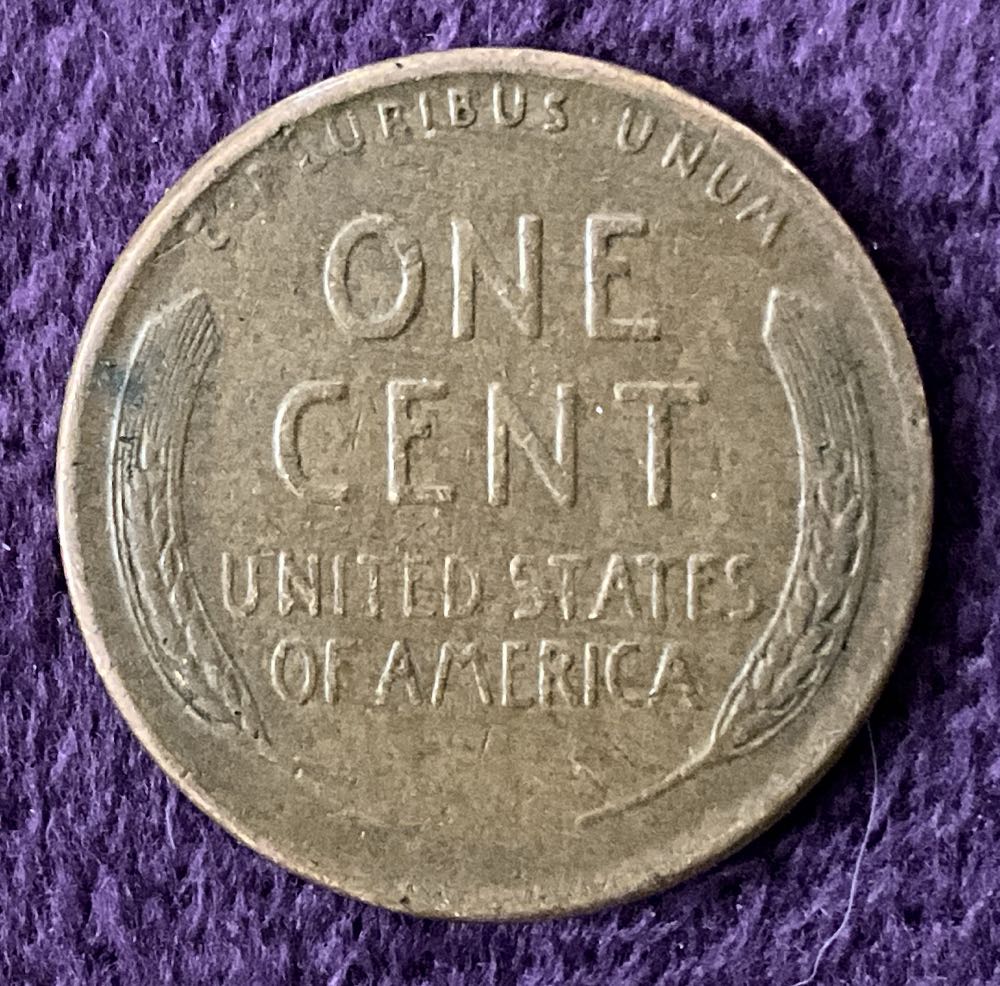 E PLURIBUS · UNUM
ONE
CENT
UNITED STATES
OF AMERICA